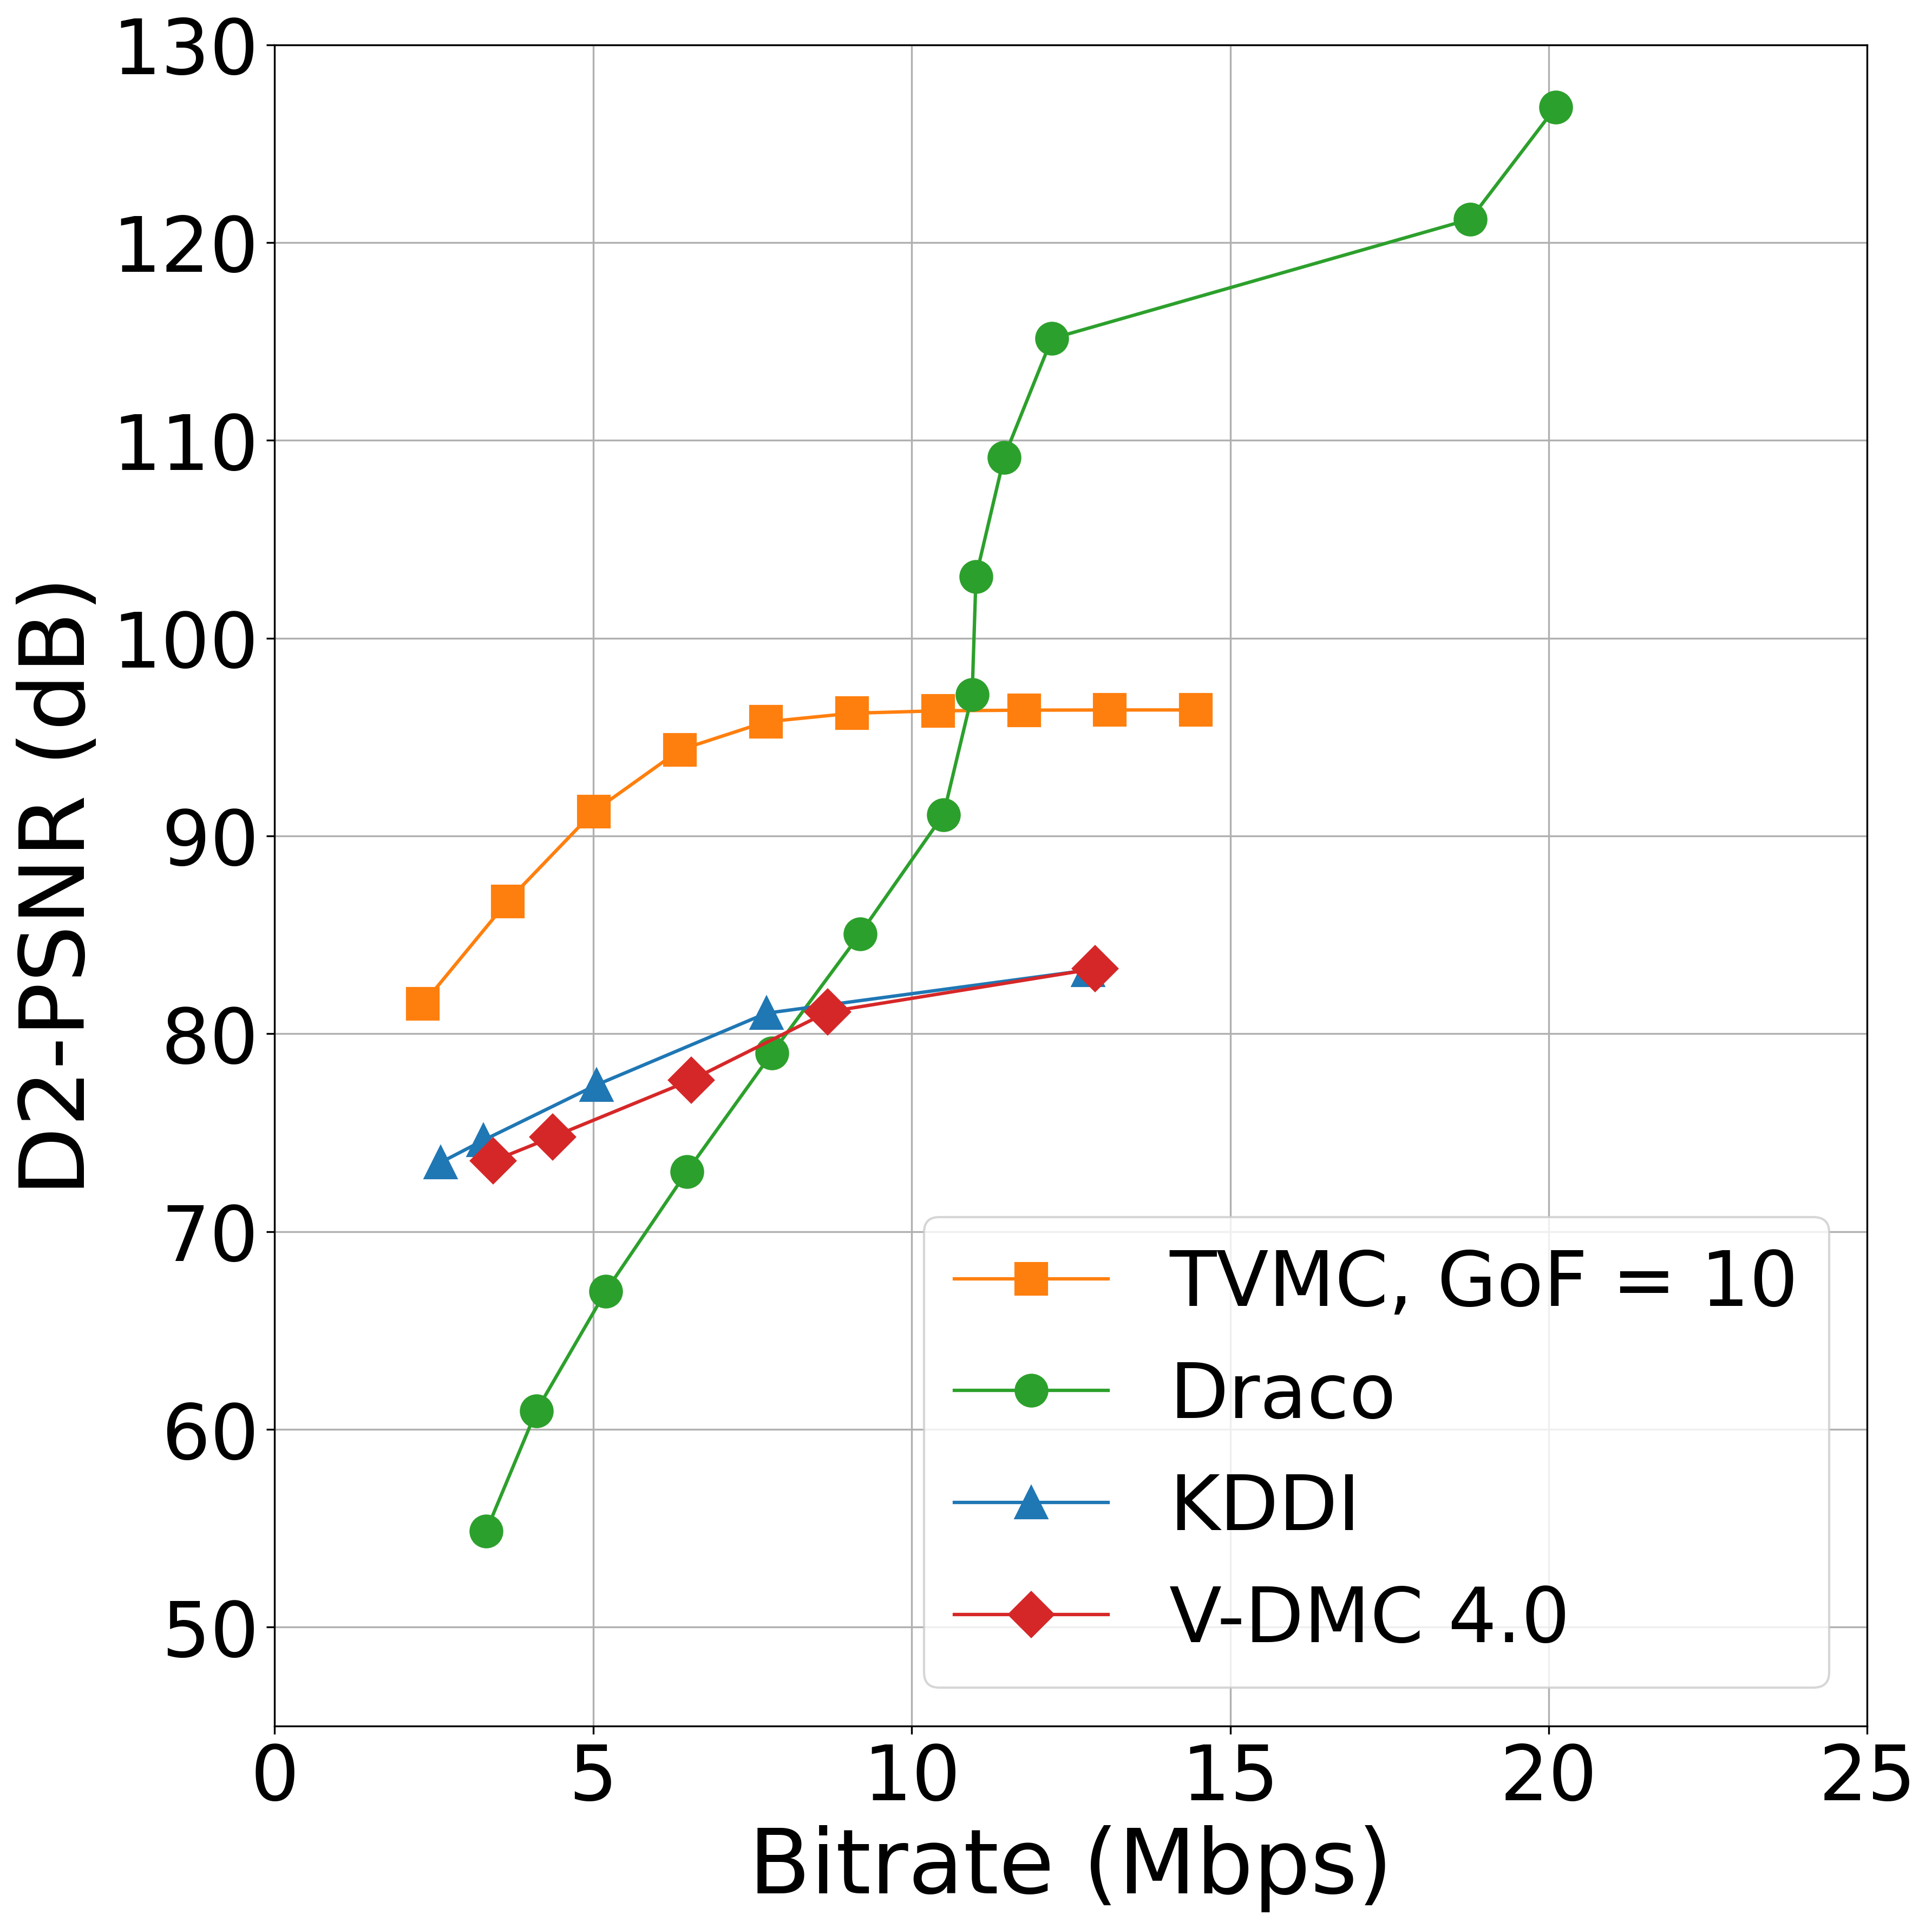 130
120
110
100
90
80
70
60
50
D2-PSNR (dB)
TVMC, GoF = 10
Draco
KDDI
V-DMC 4.0
0 5 10 15 20 25
Bitrate (Mbps)